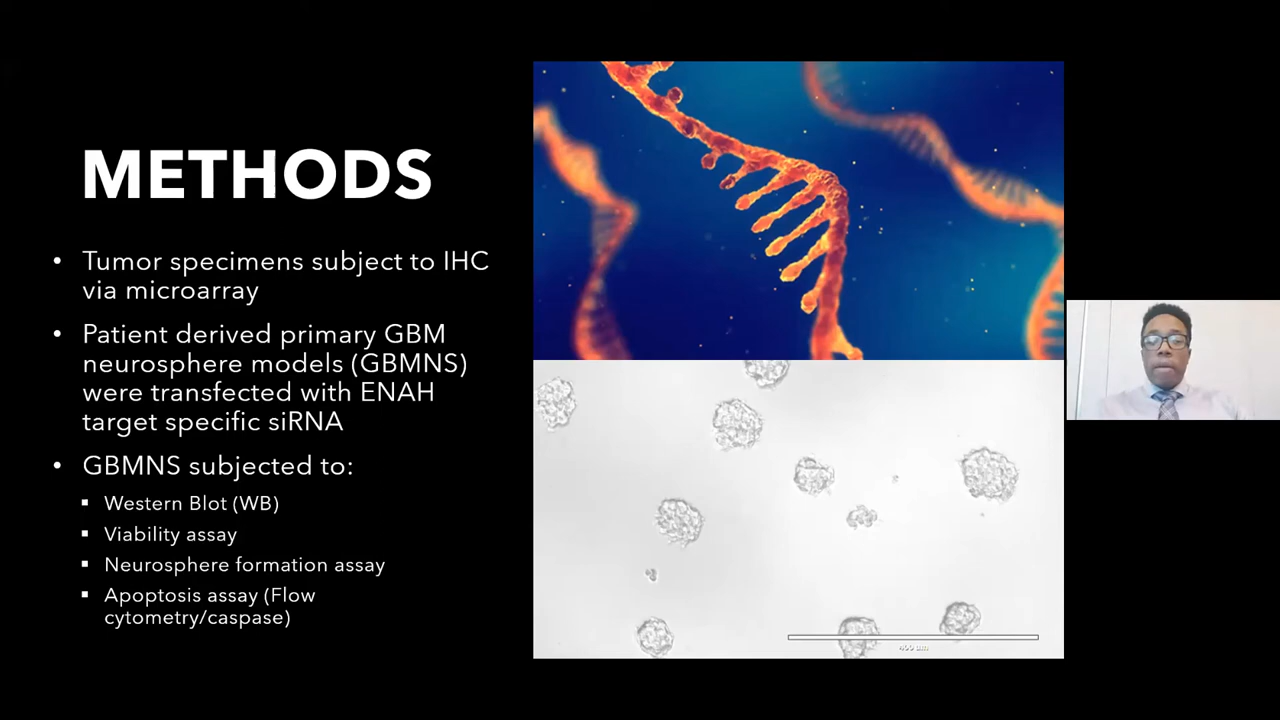 METHODS
• Tumor specimens subject to IHC
via microarray
• Patient derived primary GBM
neurosphere models (GBMNS)
were transfected with ENAH
target specific siRNA
• GBMNS subjected to:
▪ Western Blot (WB)
▪ Viability assay
▪ Neurosphere formation assay
▪ Apoptosis assay (Flow
cytometry/caspase)
400 um